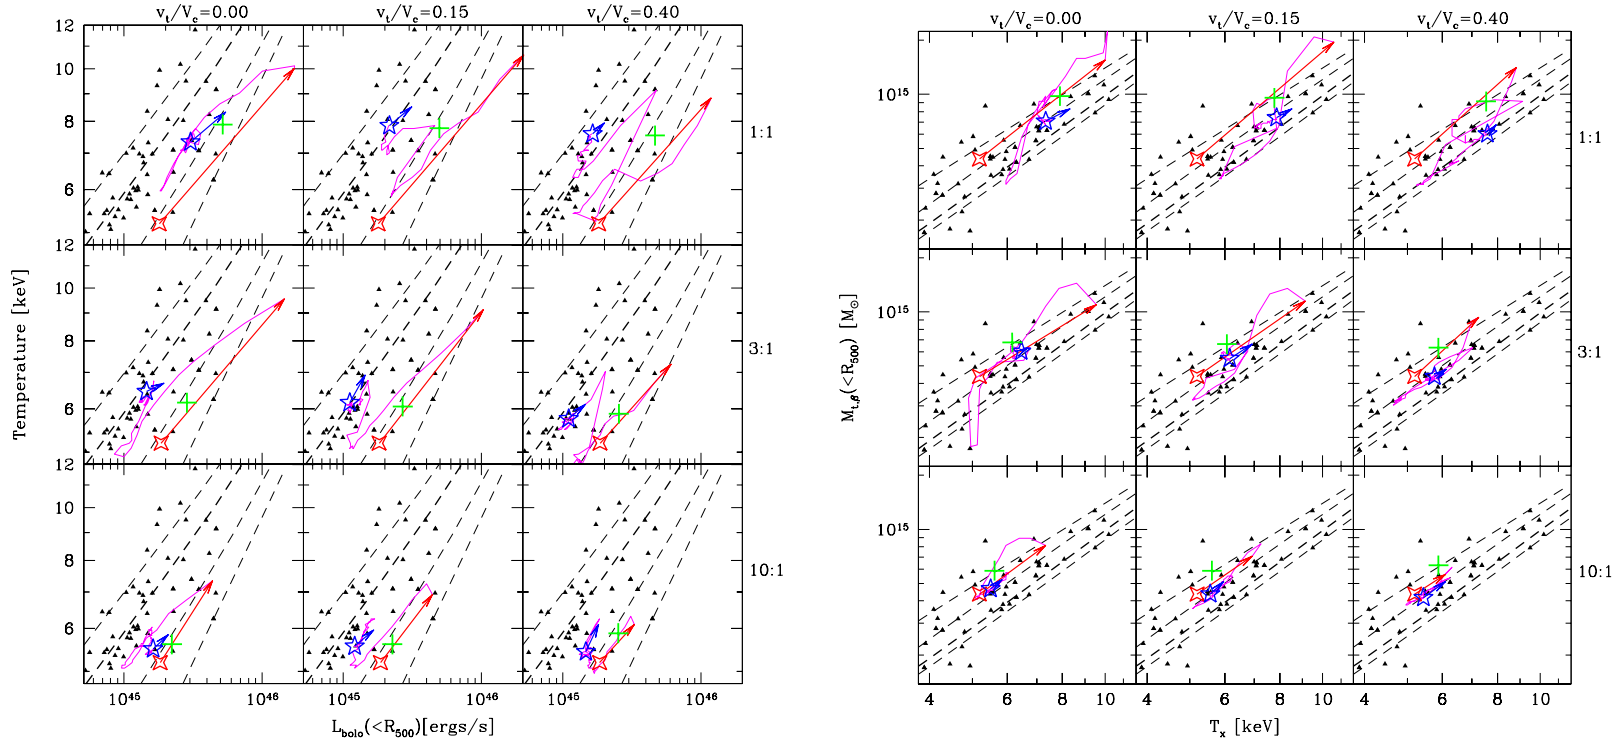 v_t/V_c=0.00 v_t/V_c=0.15 v_t/V_c=0.40
12
10
8
6
1:1
12
10
8
6
3:1
12
10
8
6
10:1
10^45 10^46 10^45 10^46 10^45 10^46
Temperature [keV]
L_bolo(<R_500)[ergs/s]
v_t/V_c=0.00 v_t/V_c=0.15 v_t/V_c=0.40
10^15
1:1
10^15
3:1
10^15
10:1
4 6 8 10 4 6 8 10 4 6 8 10
M_t,β(<R_500) [M_⊙]
T_x [keV]